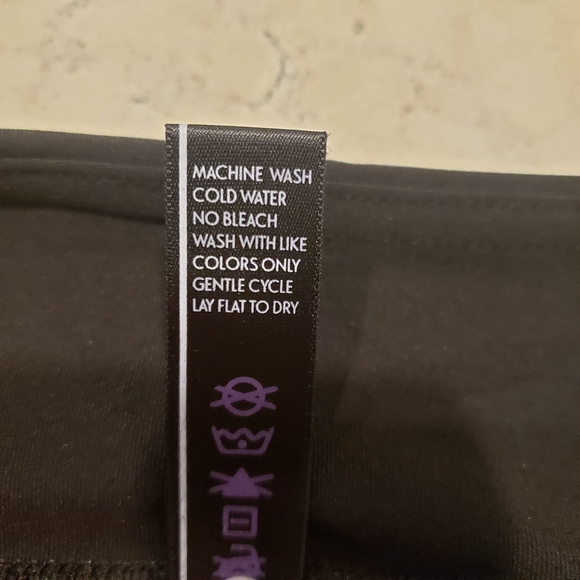 MACHINE WASH
COLD WATER
NO BLEACH
WASH WITH LIKE
COLORS ONLY
GENTLE CYCLE
LAY FLAT TO DRY